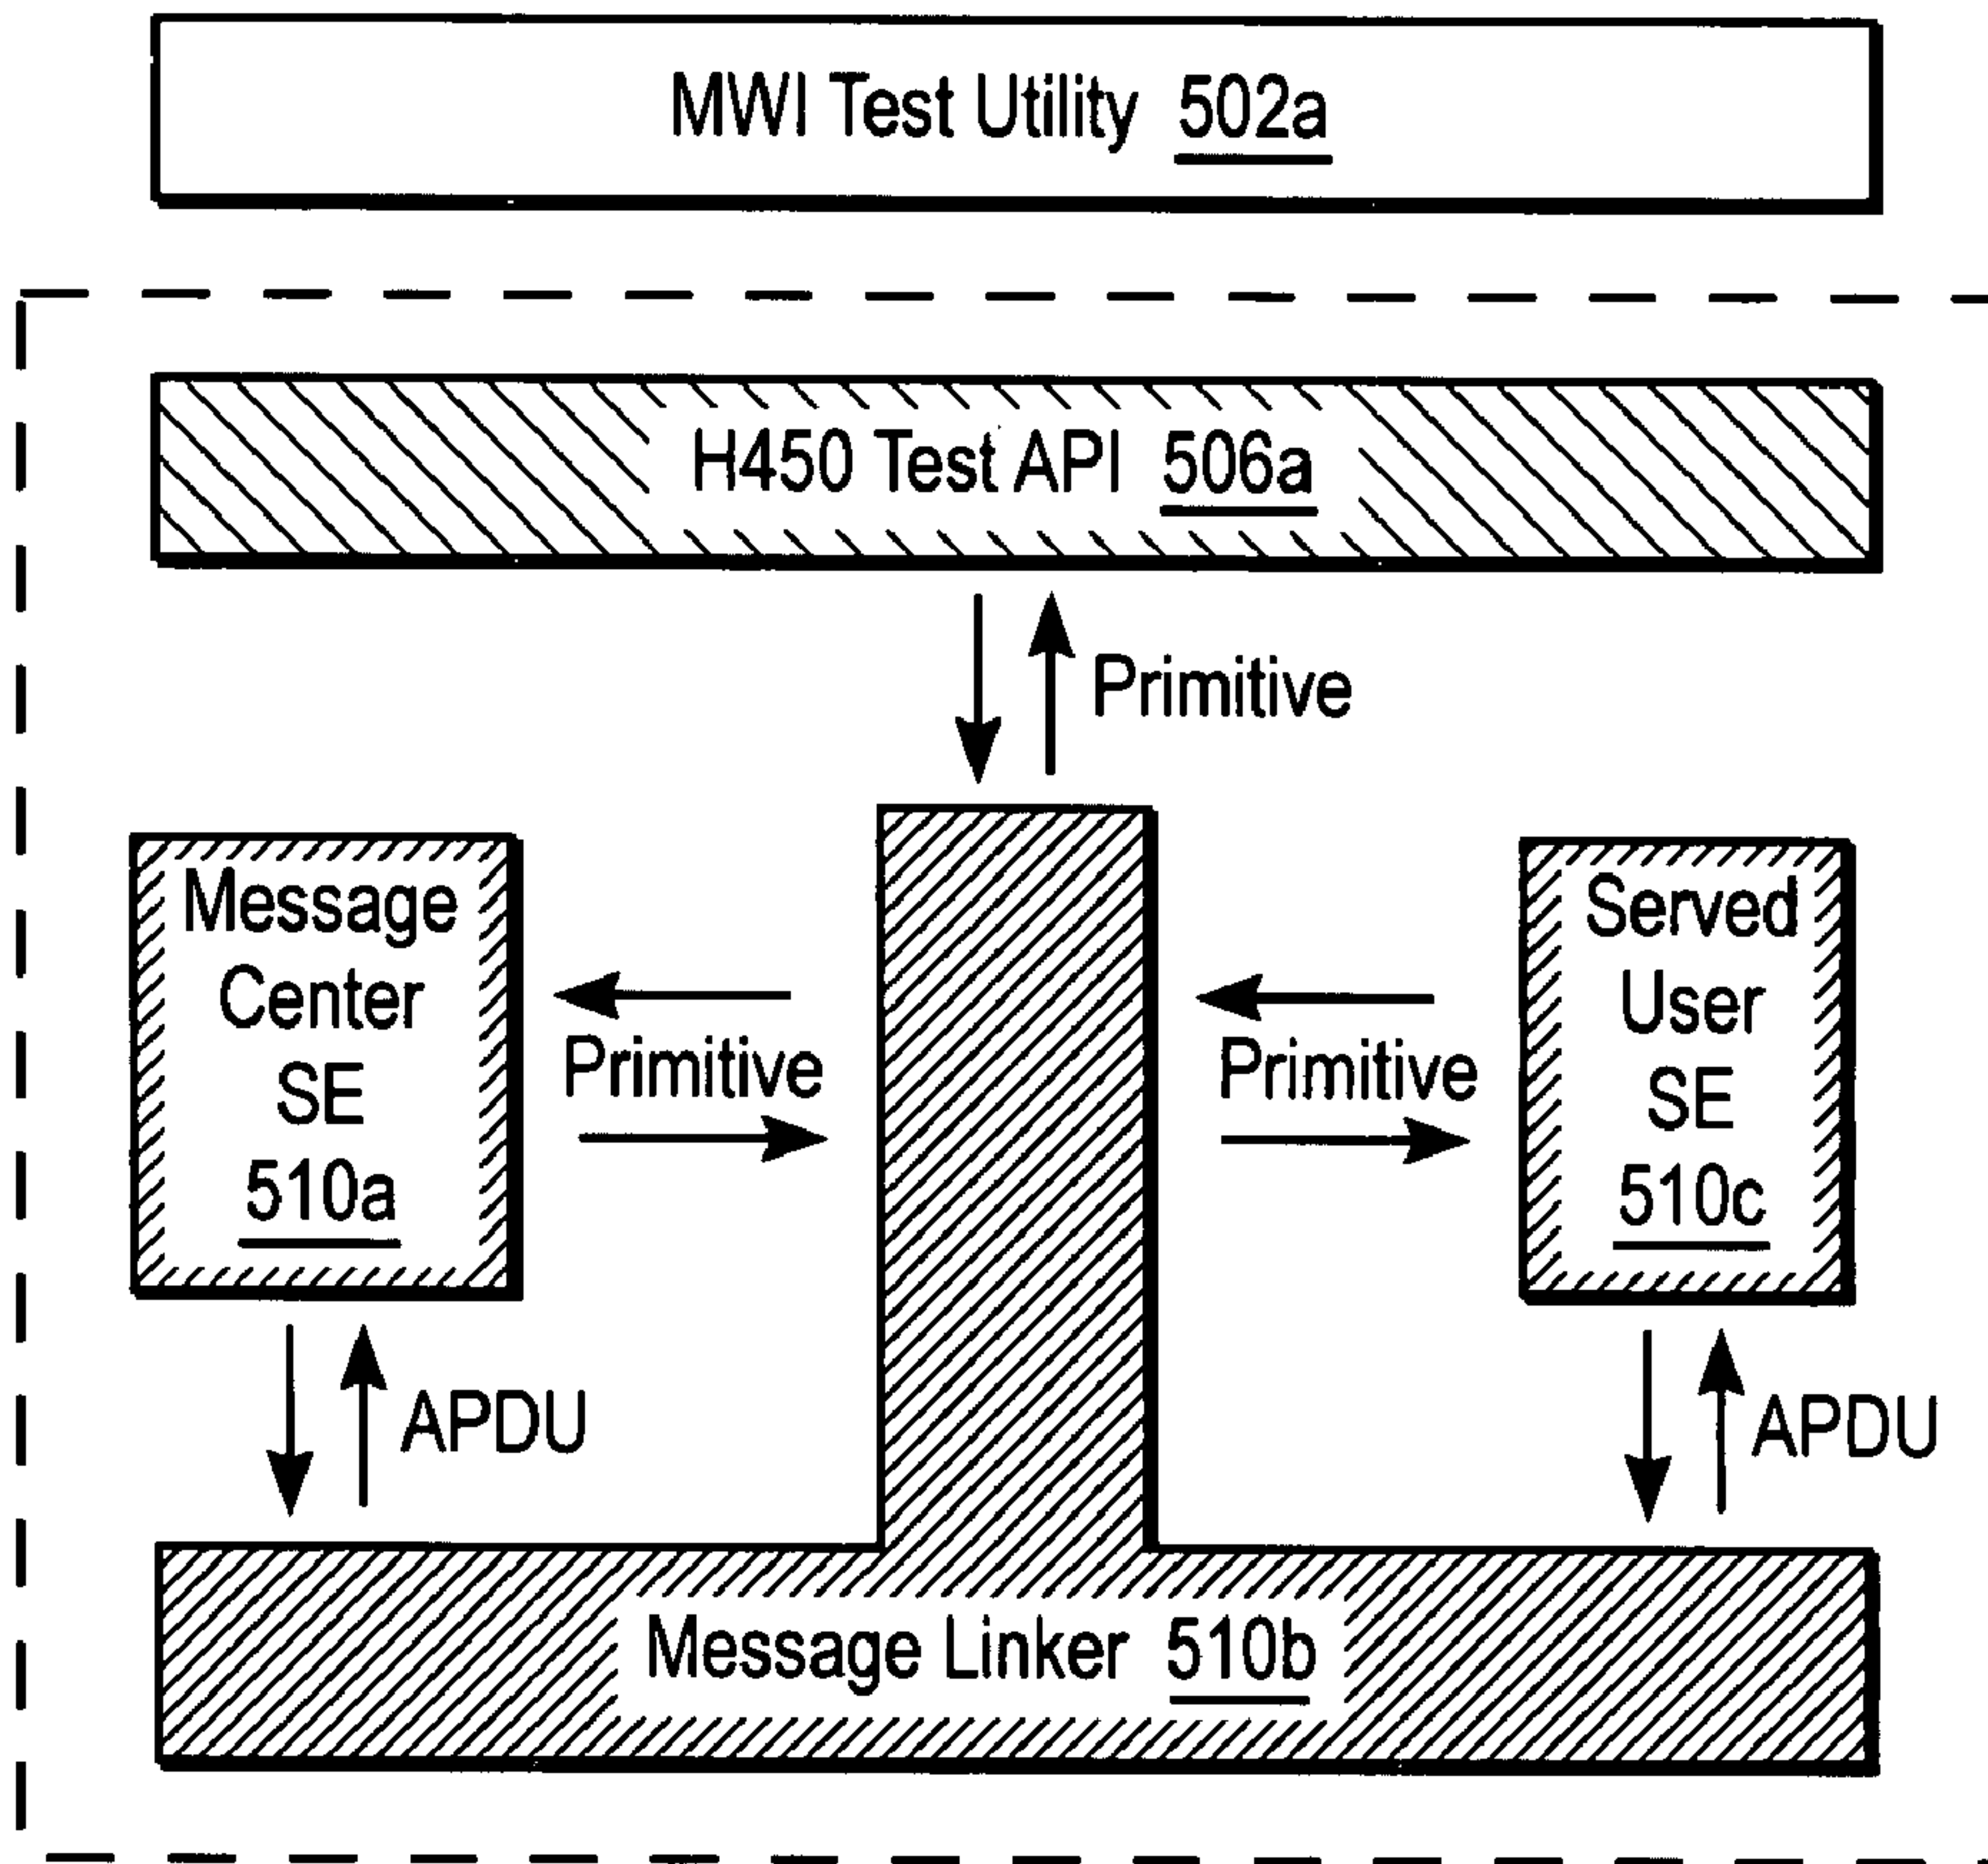 MWI Test Utility 502a
H450 Test API 506a
Primitive
Message
Center
SE
510a
Primitive
Primitive
Served
User
SE
510c
APDU
APDU
Message Linker 510b